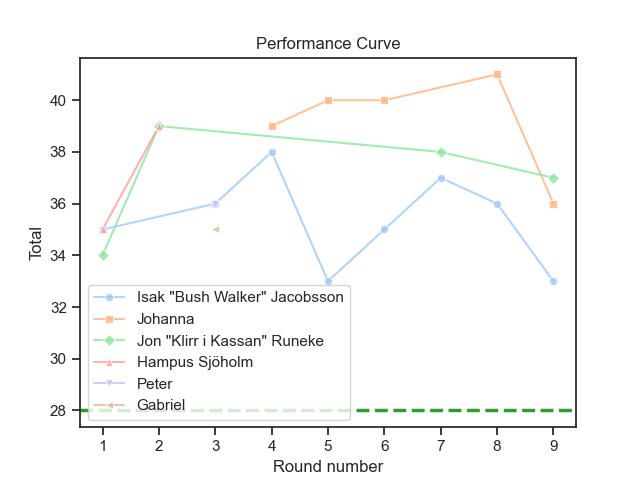 Performance Curve
Total
40
38
36
34
32
30
28
Isak "Bush Walker" Jacobsson
Johanna
Jon "Klirr i Kassan" Runeke
Hampus Sjöholm
Peter
Gabriel
1 2 3 4 5 6 7 8 9
Round number